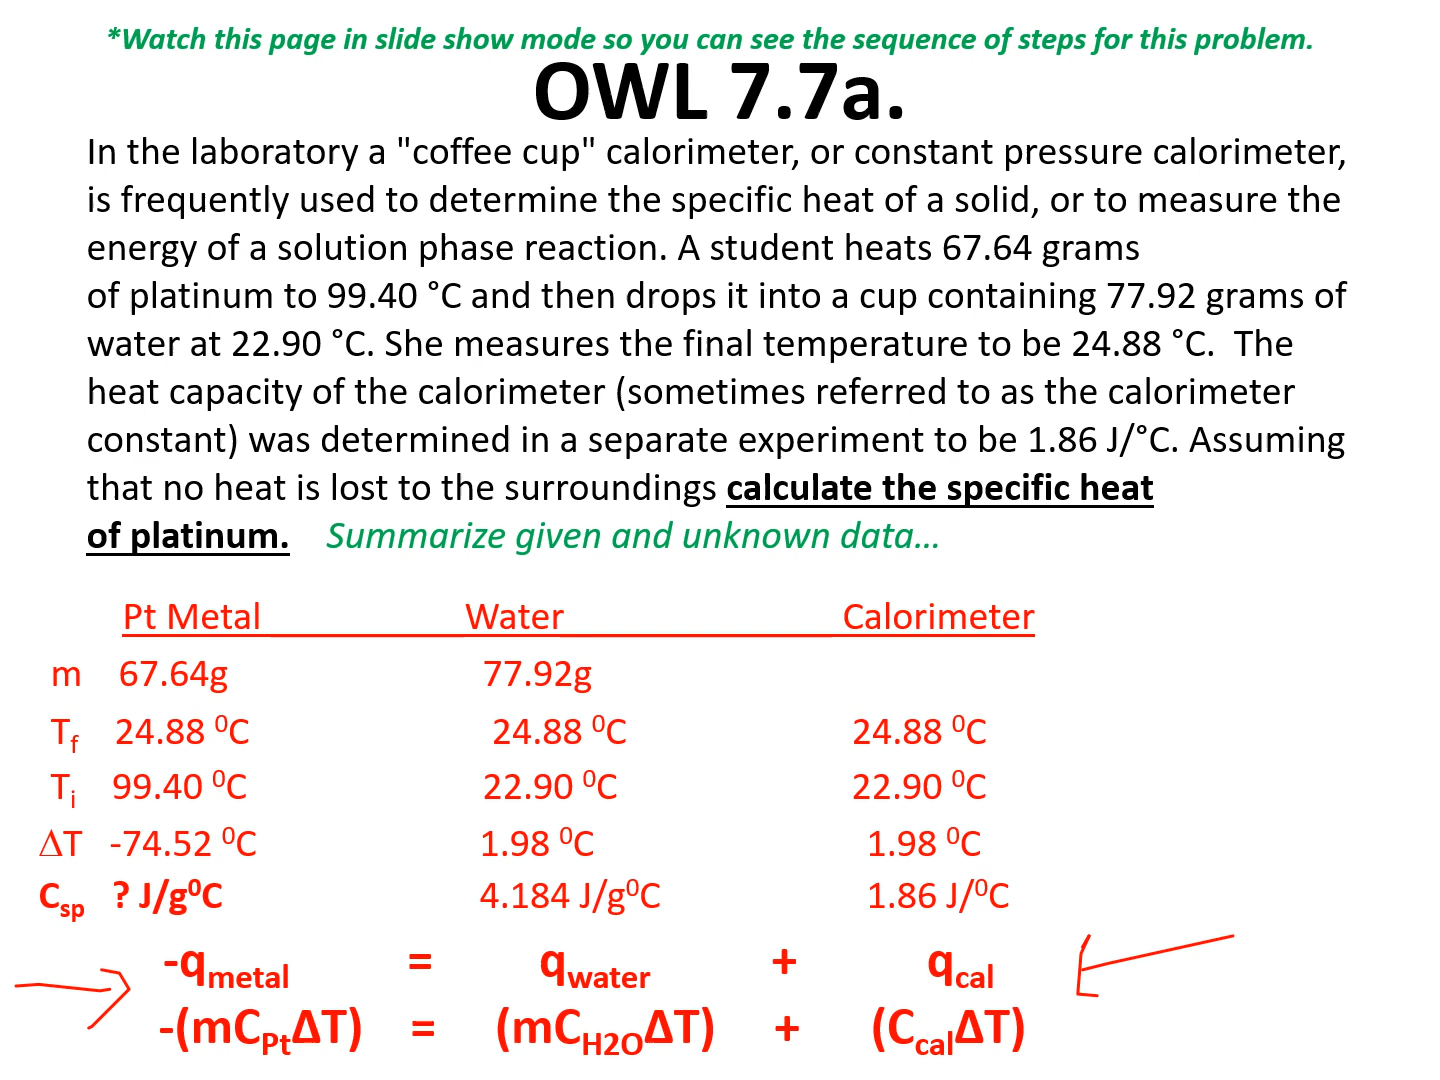 *Watch this page in slide show mode so you can see the sequence of steps for this problem.
OWL 7.7a.
In the laboratory a "coffee cup" calorimeter, or constant pressure calorimeter,
is frequently used to determine the specific heat of a solid, or to measure the
energy of a solution phase reaction. A student heats 67.64 grams
of platinum to 99.40 °C and then drops it into a cup containing 77.92 grams of
water at 22.90 °C. She measures the final temperature to be 24.88 °C.  The
heat capacity of the calorimeter (sometimes referred to as the calorimeter
constant) was determined in a separate experiment to be 1.86 J/°C. Assuming
that no heat is lost to the surroundings calculate the specific heat
of platinum. Summarize given and unknown data...
Pt Metal Water Calorimeter
m 67.64g 77.92g
Tf 24.88 ⁰C 24.88 ⁰C 24.88 ⁰C
Ti 99.40 ⁰C 22.90 ⁰C 22.90 ⁰C
ΔT -74.52 ⁰C 1.98 ⁰C 1.98 ⁰C
Csp ? J/g⁰C 4.184 J/g⁰C 1.86 J/⁰C
-qmetal = qwater + qcal
-(mCPtΔT) = (mCH2OΔT) + (CcalΔT)